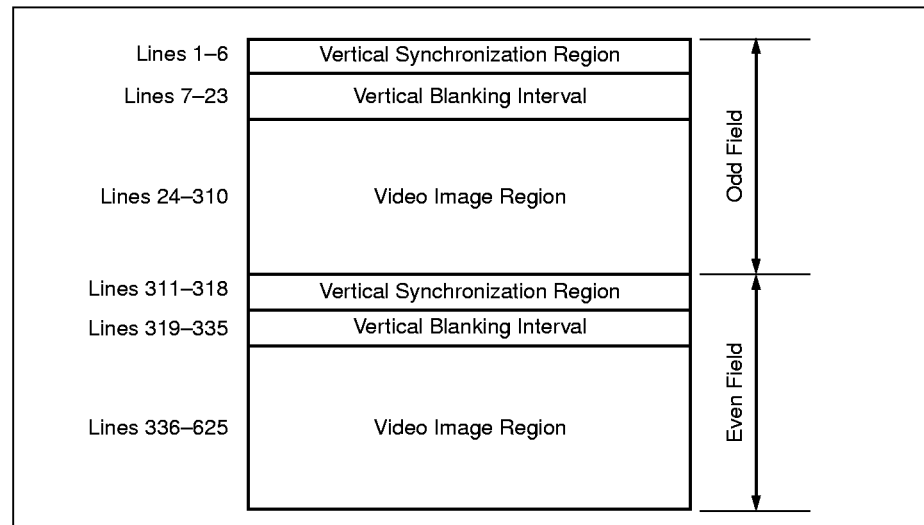 Lines 1–6
Vertical Synchronization Region
Lines 7–23
Vertical Blanking Interval
Lines 24–310
Video Image Region
Odd Field
Lines 311–318
Vertical Synchronization Region
Lines 319–335
Vertical Blanking Interval
Lines 336–625
Video Image Region
Even Field